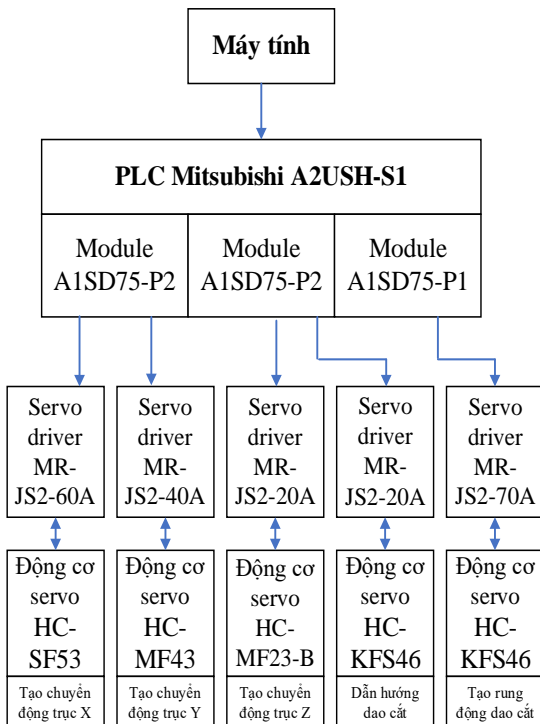 Máy tính
PLC Mitsubishi A2USH-S1
Module
A1SD75-P2
Module
A1SD75-P2
Module
A1SD75-P1
Servo
driver
MR-
JS2-60A
Servo
driver
MR-
JS2-40A
Servo
driver
MR-
JS2-20A
Servo
driver
MR-
JS2-20A
Servo
driver
MR-
JS2-70A
Động cơ
servo
HC-
SF53
Động cơ
servo
HC-
MF43
Động cơ
servo
HC-
MF23-B
Động cơ
servo
HC-
KFS46
Động cơ
servo
HC-
KFS46
Tạo chuyển
động trục X
Tạo chuyển
động trục Y
Tạo chuyển
động trục Z
Dẫn hướng
dao cắt
Tạo rung
động dao cắt